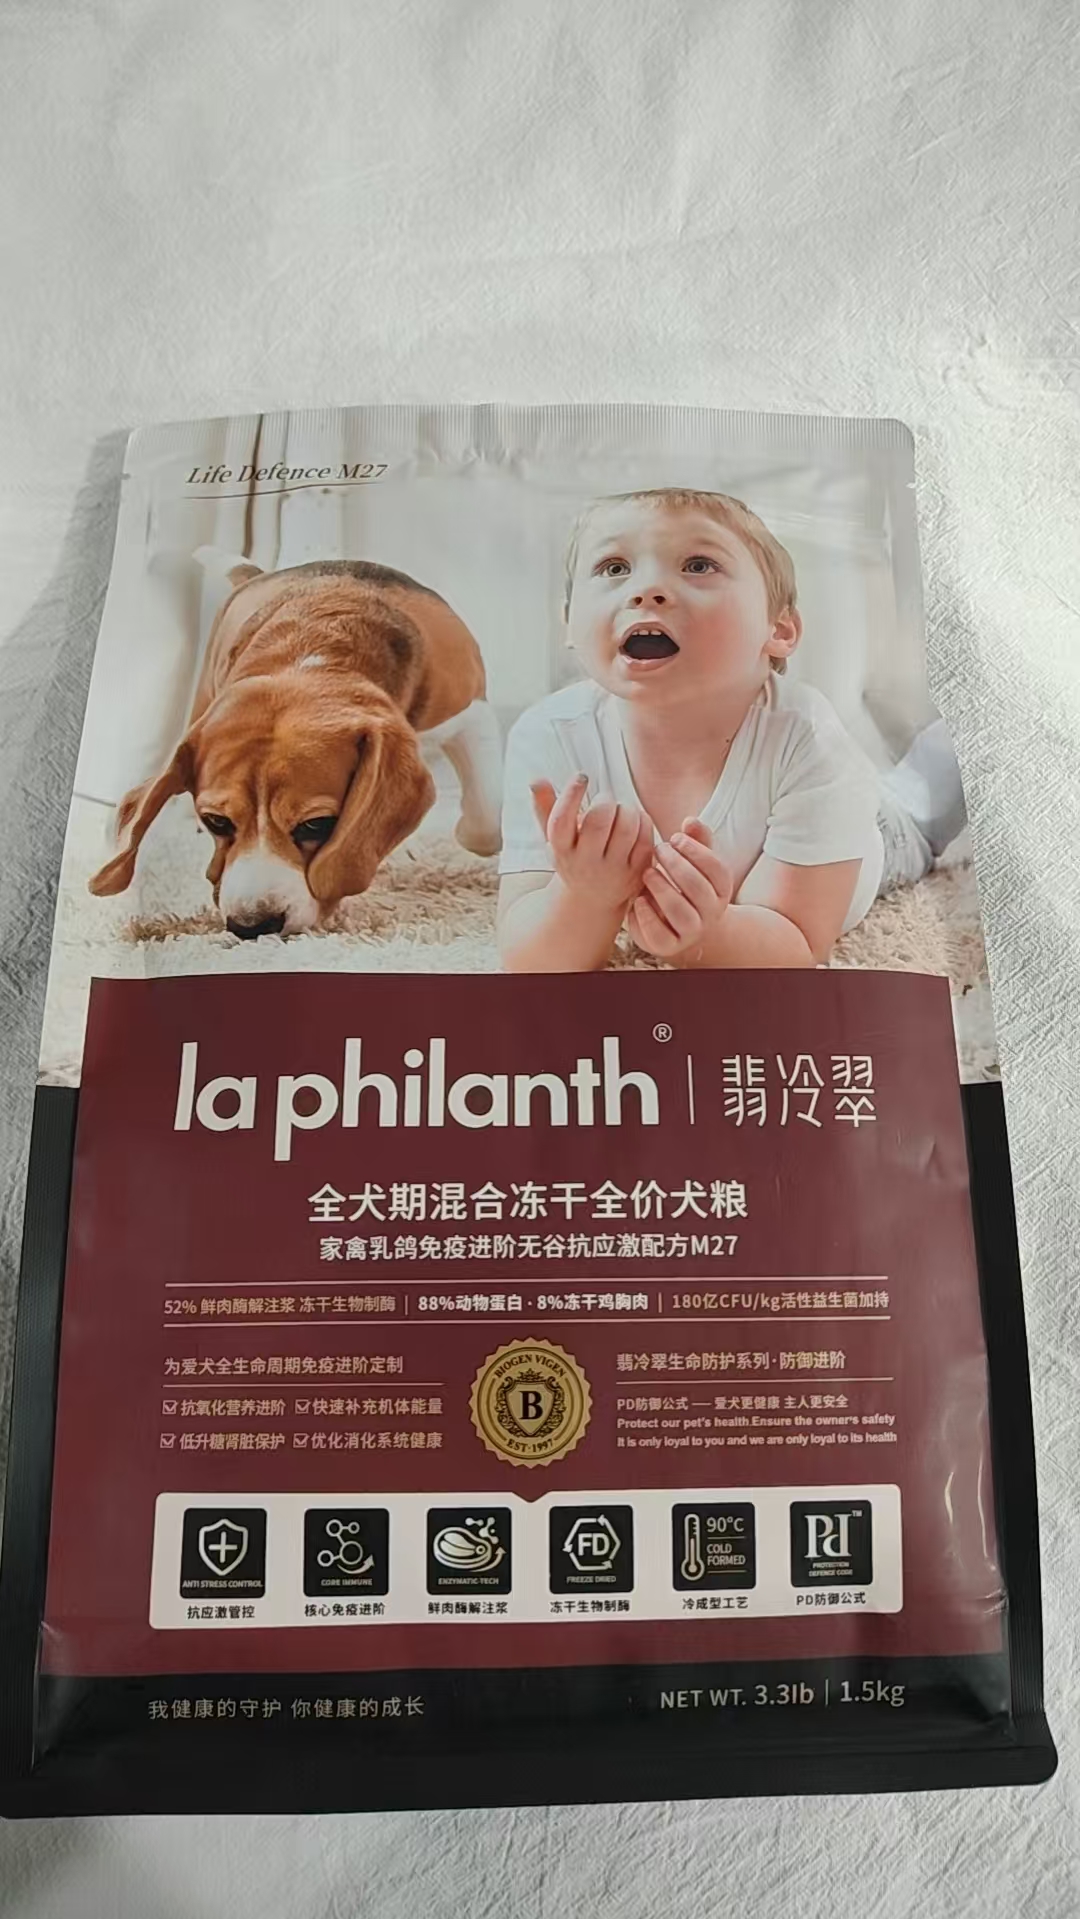 Life Defence M27
la philanth® | 翡冷翠
全犬期混合冻干全价犬粮
家禽乳鸽免疫进阶无谷抗应激配方M27
52% 鲜肉酶解注浆 冻干生物制酶 | 88%动物蛋白·8%冻干鸡胸肉 | 180亿CFU/kg活性益生菌加持
为爱犬全生命周期免疫进阶定制
抗氧化营养进阶 快速补充机体能量
低升糖肾脏保护 优化消化系统健康
BIOGEN VIGEN
B
EST·1997
翡冷翠生命防护系列·防御进阶
PD防御公式 — 爱犬更健康 主人更安全
Protect our pet's health.Ensure the owner's safety
It is only loyal to you and we are only loyal to its health
ANTI STRESS CONTROL
抗应激管控
CORE IMMUNE
核心免疫进阶
ENZYMATIC-TECH
鲜肉酶解注浆
FD
FREEZE DRIED
冻干生物制酶
90°C
COLD
FORMED
冷成型工艺
Pd™
PROTECTION
DEFENCE CODE
PD防御公式
我健康的守护 你健康的成长
NET WT. 3.3lb | 1.5kg